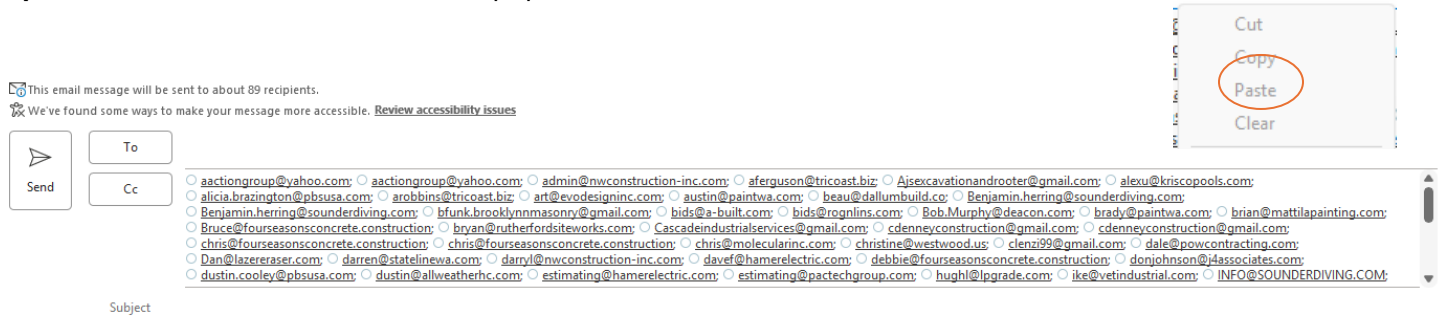 Cut
Copy
Paste
Clear
This email message will be sent to about 89 recipients.
We've found some ways to make your message more accessible. Review accessibility issues
To
Send
Cc
aactiongroup@yahoo.com; aactiongroup@yahoo.com; admin@nwconstruction-inc.com; aferguson@tricoast.biz; Ajsexcavationandrooter@gmail.com; alexu@kriscopools.com;
alicia.brazington@pbsusa.com; arobbins@tricoast.biz; art@evodesigninc.com; austin@paintwa.com; beau@dallumbuild.co; Benjamin.herring@sounderdiving.com;
Benjamin.herring@sounderdiving.com; bfunk.brooklynnmasonry@gmail.com; bids@a-built.com; bids@rognlins.com; Bob.Murphy@deacon.com; brady@paintwa.com; brian@mattilapainting.com;
Bruce@fourseasonsconcrete.construction; bryan@rutherfordsiteworks.com; Cascadeindustrialservices@gmail.com; cdenneyconstruction@gmail.com; cdenneyconstruction@gmail.com;
chris@fourseasonsconcrete.construction; chris@fourseasonsconcrete.construction; chris@molecularinc.com; christine@westwood.us; clenzi99@gmail.com; dale@powcontracting.com;
Dan@lazereraser.com; darren@statelinewa.com; darryl@nwconstruction-inc.com; davef@hamerelectric.com; debbie@fourseasonsconcrete.construction; donjohnson@j4associates.com;
dustin.cooley@pbsusa.com; dustin@allweatherhc.com; estimating@hamerelectric.com; estimating@pactechgroup.com; hughl@lpgrade.com; ike@vetindustrial.com; INFO@SOUNDERDIVING.COM;
Subject